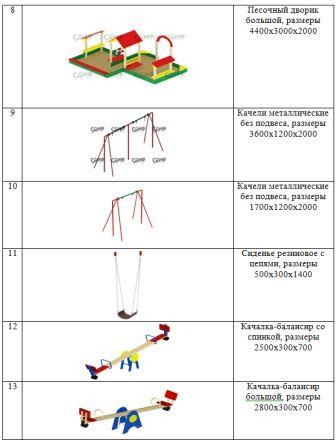 8
Песочный дворик
большой, размеры
4400х3000х2000
9
Качели металлические
без подвеса, размеры
3600х1200х2000
10
Качели металлические
без подвеса, размеры
1700х1200х2000
11
Сиденье резиновое с
цепями, размеры
500х300х1400
12
Качалка-балансир со
спинкой, размеры
2500х300х700
13
Качалка-балансир
большой, размеры
2800х300х700